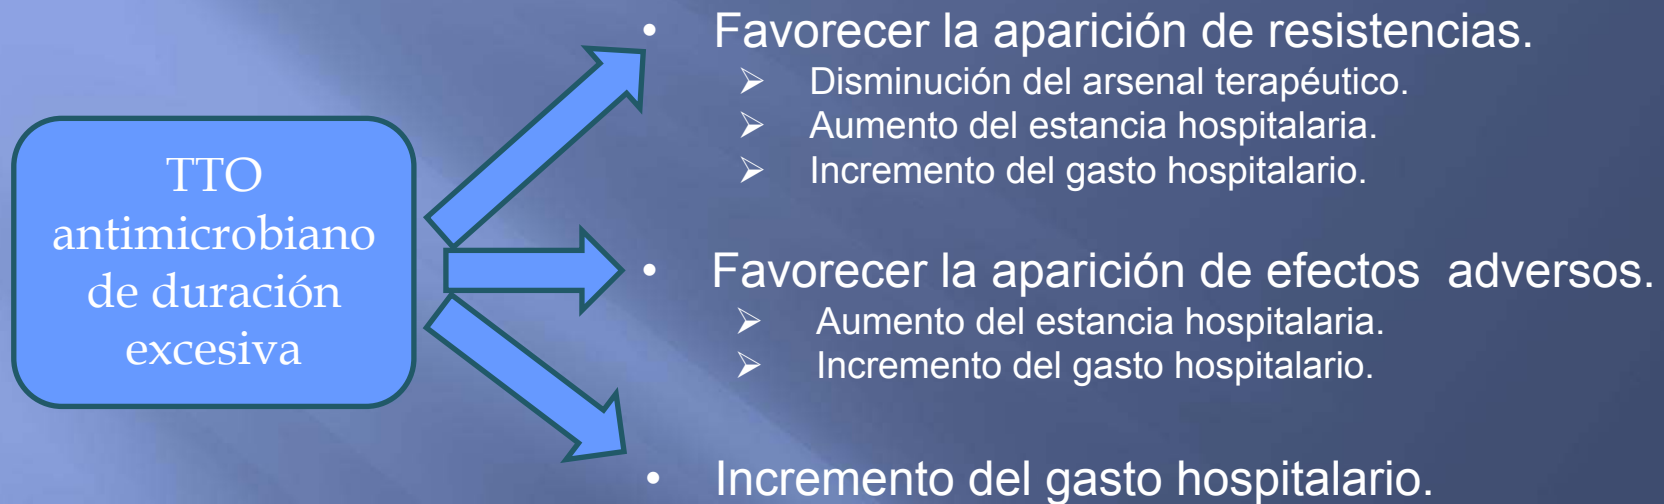 TTO
antimicrobiano
de duración
excesiva
• Favorecer la aparición de resistencias.
➢ Disminución del arsenal terapéutico.
➢ Aumento del estancia hospitalaria.
➢ Incremento del gasto hospitalario.
• Favorecer la aparición de efectos adversos.
➢ Aumento del estancia hospitalaria.
➢ Incremento del gasto hospitalario.
• Incremento del gasto hospitalario.